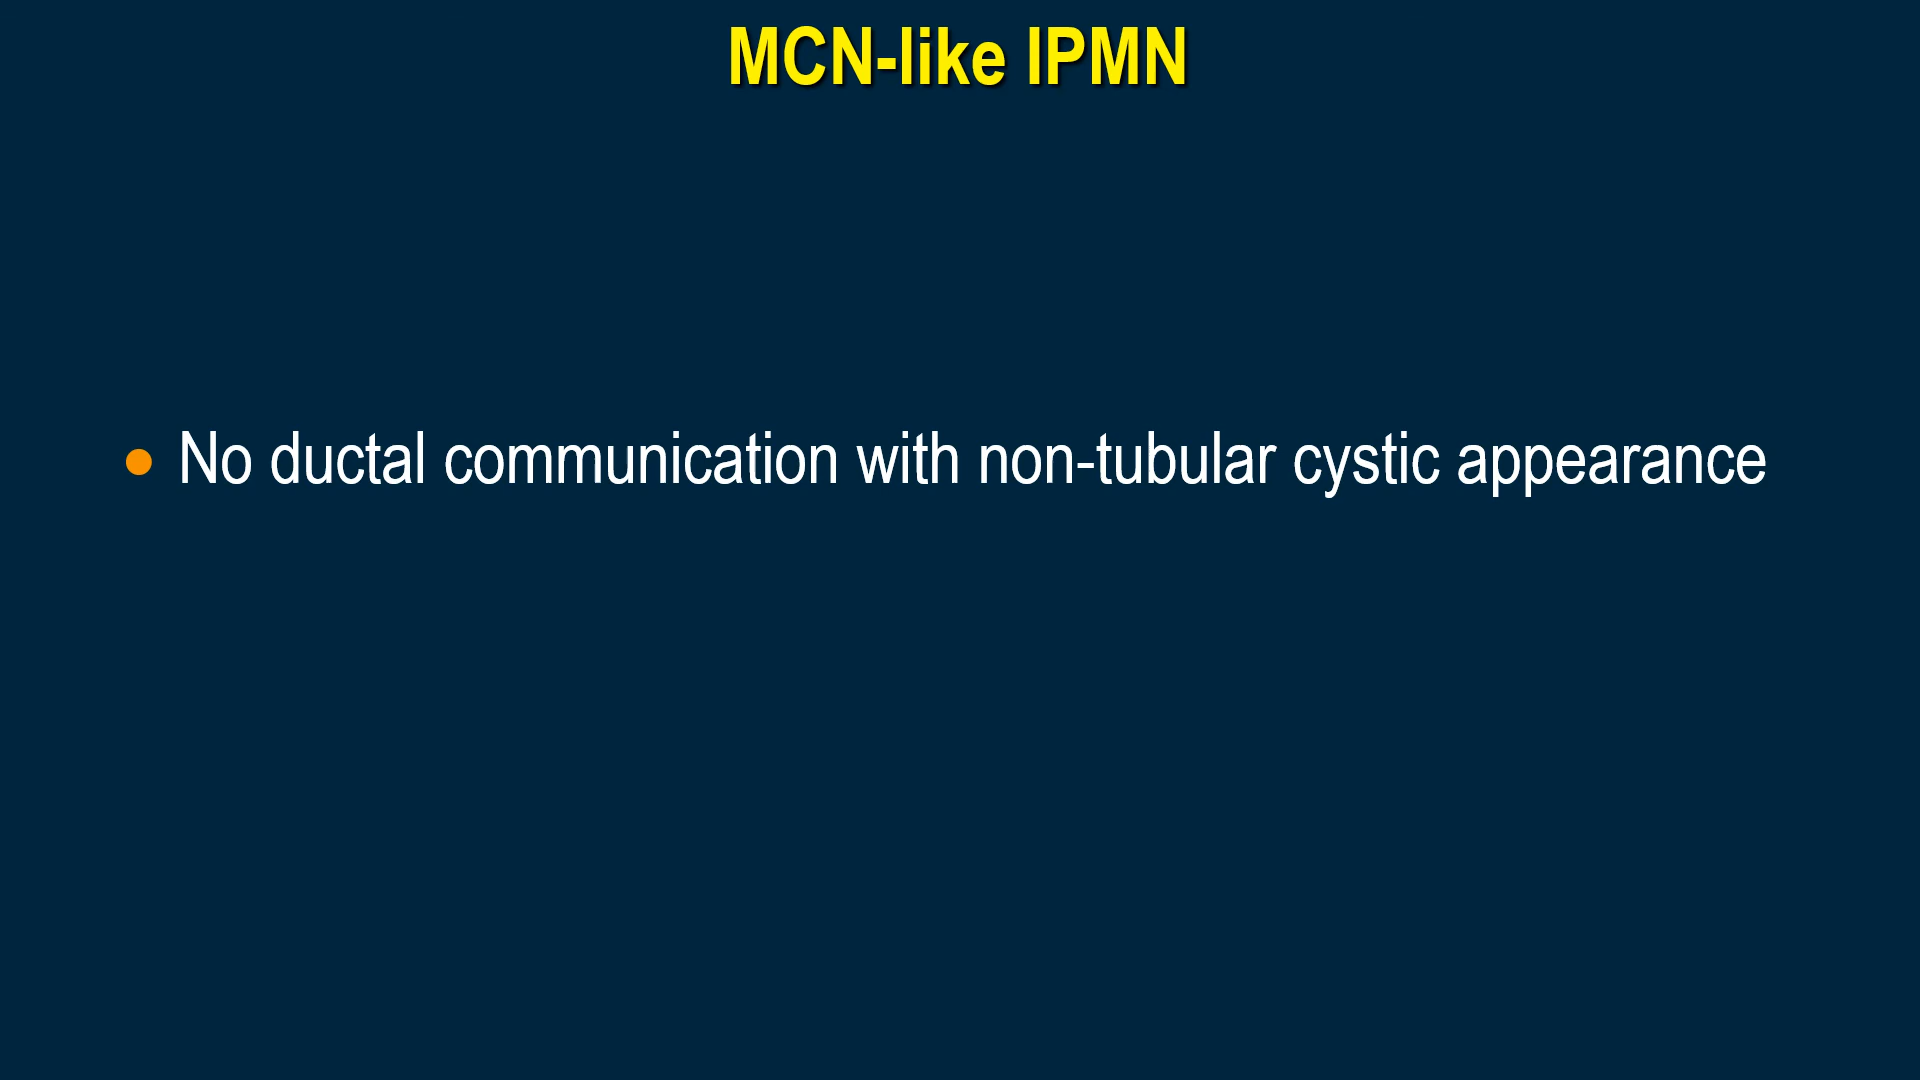 MCN-like IPMN
• No ductal communication with non-tubular cystic appearance